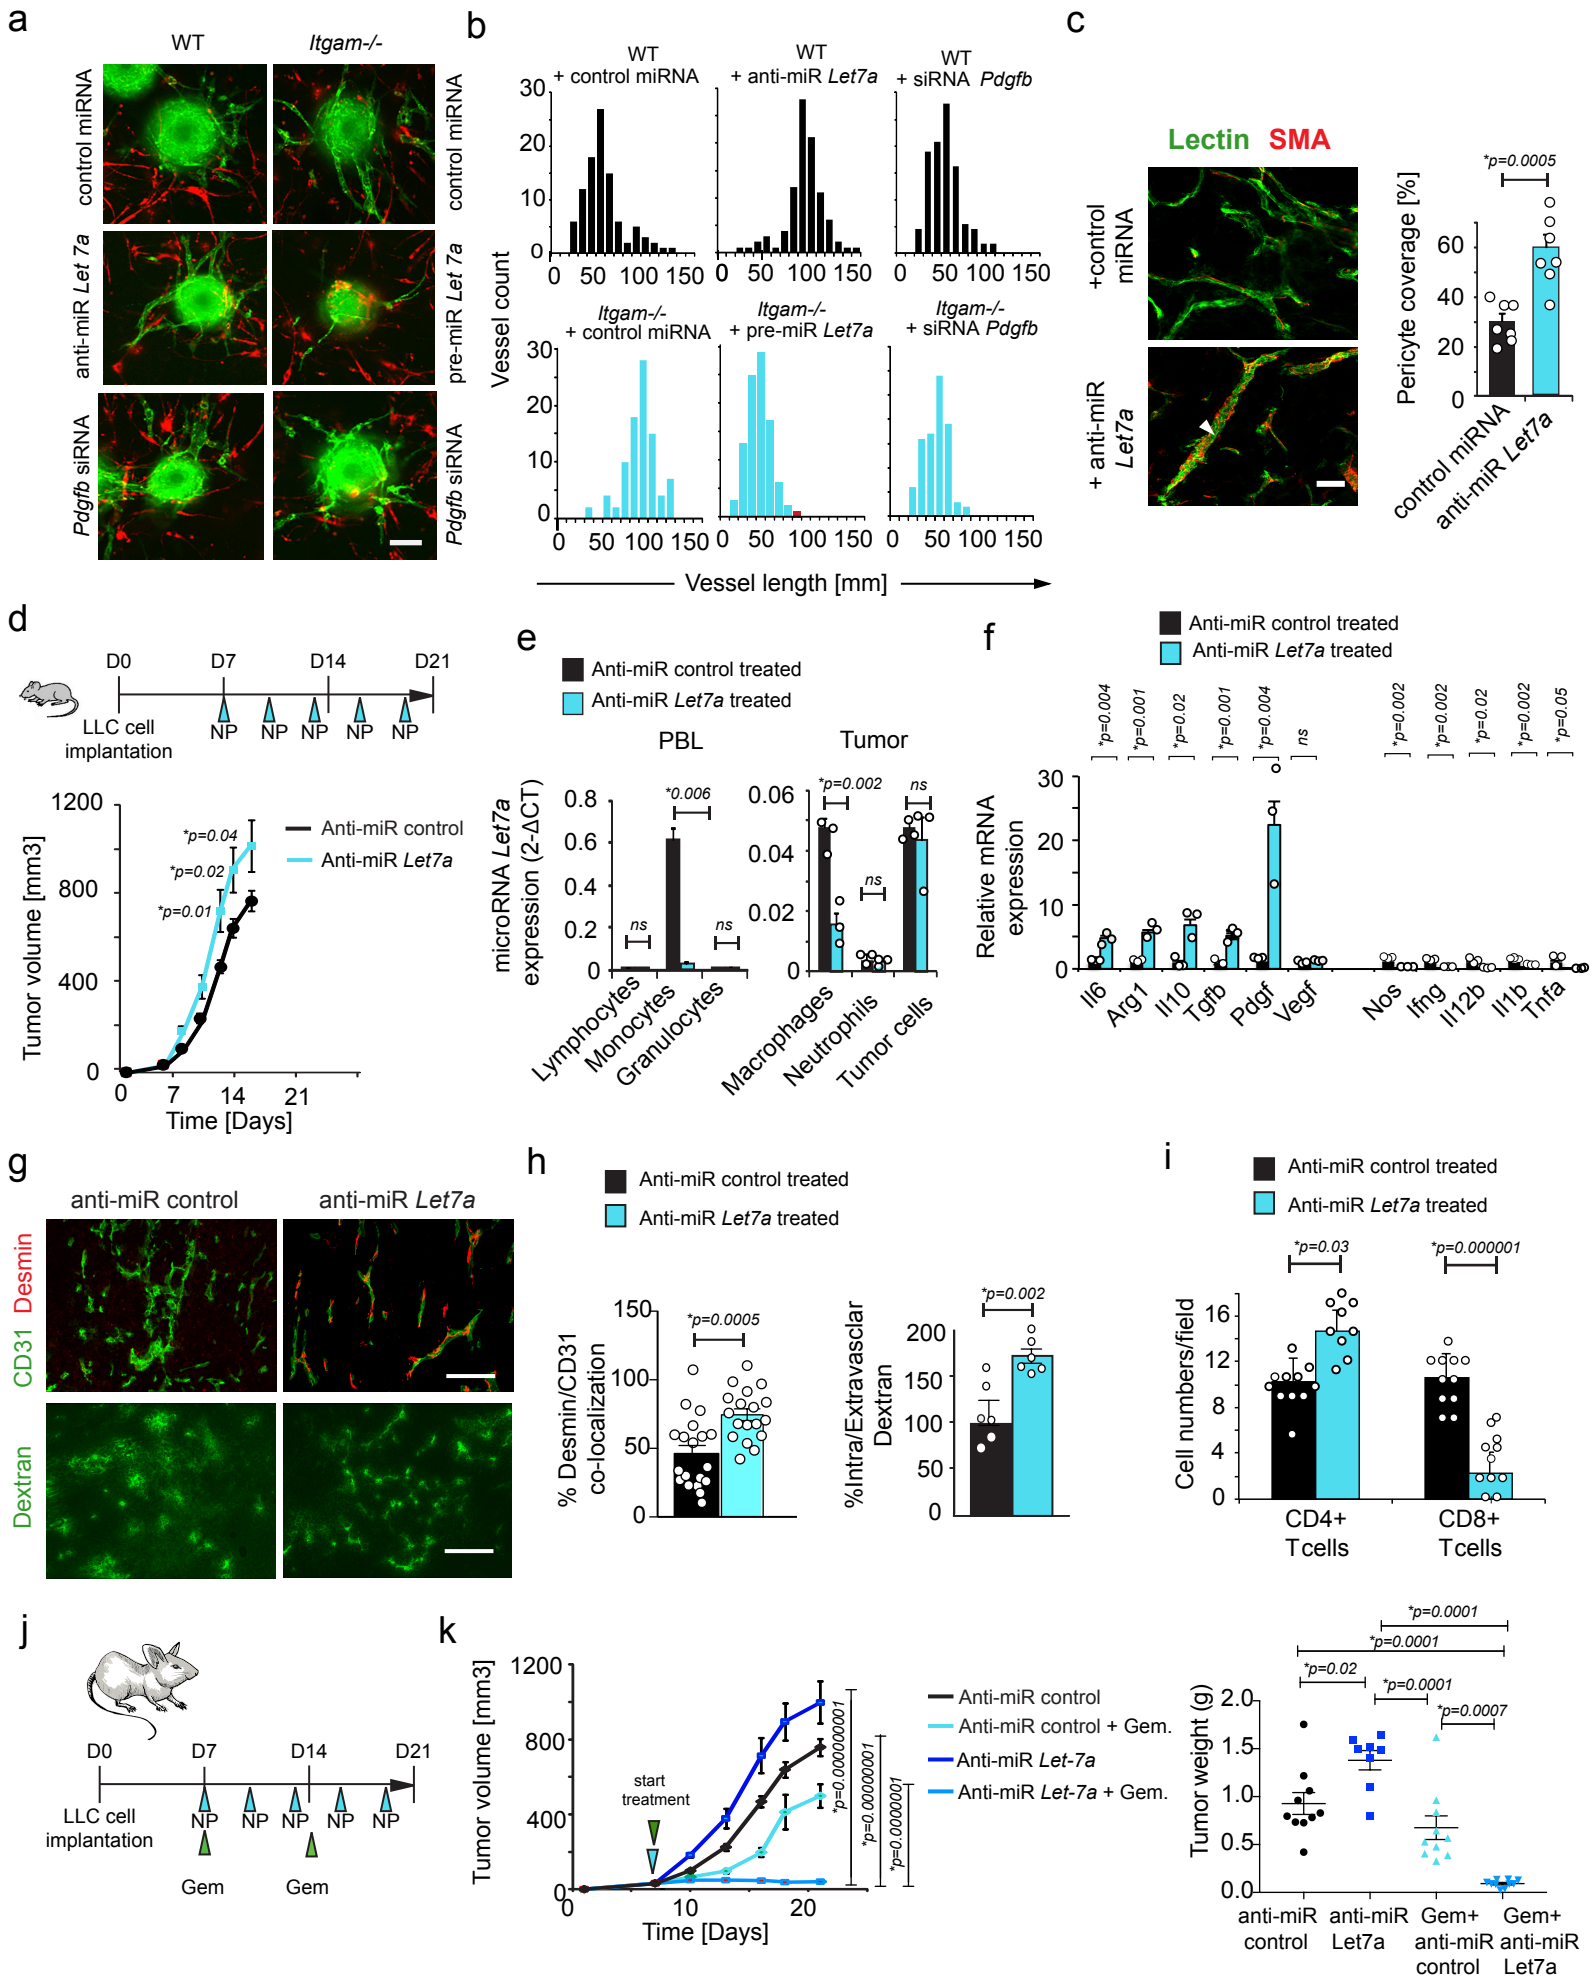 a
WT
Itgam-/-
control miRNA
control miRNA
anti-miR Let 7a
pre-miR Let 7a
Pdgfb siRNA
Pdgfb siRNA
b
WT
+ control miRNA
WT
+ anti-miR Let7a
WT
+ siRNA Pdgfb
30
20
10
0
0 50 100 150
0 50 100 150
0 50 100 150
Vessel count
Itgam-/-
+ control miRNA
Itgam-/-
+ pre-miR Let7a
Itgam-/-
+ siRNA Pdgfb
30
20
10
0
0 50 100 150
0 50 100 150
0 50 100 150
Vessel length [mm]
c
Lectin SMA
+control
miRNA
+ anti-miR
Let7a
*p=0.0005
Pericyte coverage [%]
60
40
20
0
control miRNA
anti-miR Let7a
d
D0 D7 D14 D21
LLC cell
implantation
NP NP NP NP NP
Tumor volume [mm3]
1200
800
400
0
*p=0.04
*p=0.02
*p=0.01
Anti-miR control
Anti-miR Let7a
0 7 14 21
Time [Days]
e
Anti-miR control treated
Anti-miR Let7a treated
PBL
Tumor
microRNA Let7a
expression (2-ΔCT)
0.8
0.6
0.4
0.2
0
ns
*0.006
ns
Lymphocytes
Monocytes
Granulocytes
0.06
0.04
0.02
0
*p=0.002
ns
ns
Macrophages
Neutrophils
Tumor cells
f
Anti-miR control treated
Anti-miR Let7a treated
*p=0.004
*p=0.001
*p=0.02
*p=0.001
*p=0.004
ns
*p=0.002
*p=0.002
*p=0.02
*p=0.002
*p=0.05
Relative mRNA
expression
30
20
10
0
Il6
Arg1
Il10
Tgfb
Pdgf
Vegf
Nos
Ifng
Il12b
Il1b
Tnfa
g
anti-miR control
anti-miR Let7a
CD31 Desmin
Dextran
h
Anti-miR control treated
Anti-miR Let7a treated
% Desmin/CD31
co-localization
150
100
50
0
*p=0.0005
%Intra/Extravasclar
Dextran
200
150
100
50
0
*p=0.002
i
Anti-miR control treated
Anti-miR Let7a treated
*p=0.03
*p=0.000001
Cell numbers/field
16
12
8
4
0
CD4+
Tcells
CD8+
Tcells
j
D0 D7 D14 D21
LLC cell
implantation
NP NP NP NP NP
Gem Gem
k
Tumor volume [mm3]
1200
800
400
0
start
treatment
0 10 20
Time [Days]
*p=0.000000001
*p=0.00000001
*p=0.0000001
Anti-miR control
Anti-miR control + Gem.
Anti-miR Let-7a
Anti-miR Let-7a + Gem.
*p=0.0001
*p=0.0001
*p=0.02
*p=0.0001
*p=0.0007
Tumor weight (g)
2.0
1.5
1.0
0.5
0.0
anti-miR
control
anti-miR
Let7a
Gem+
anti-miR
control
Gem+
anti-miR
Let7a